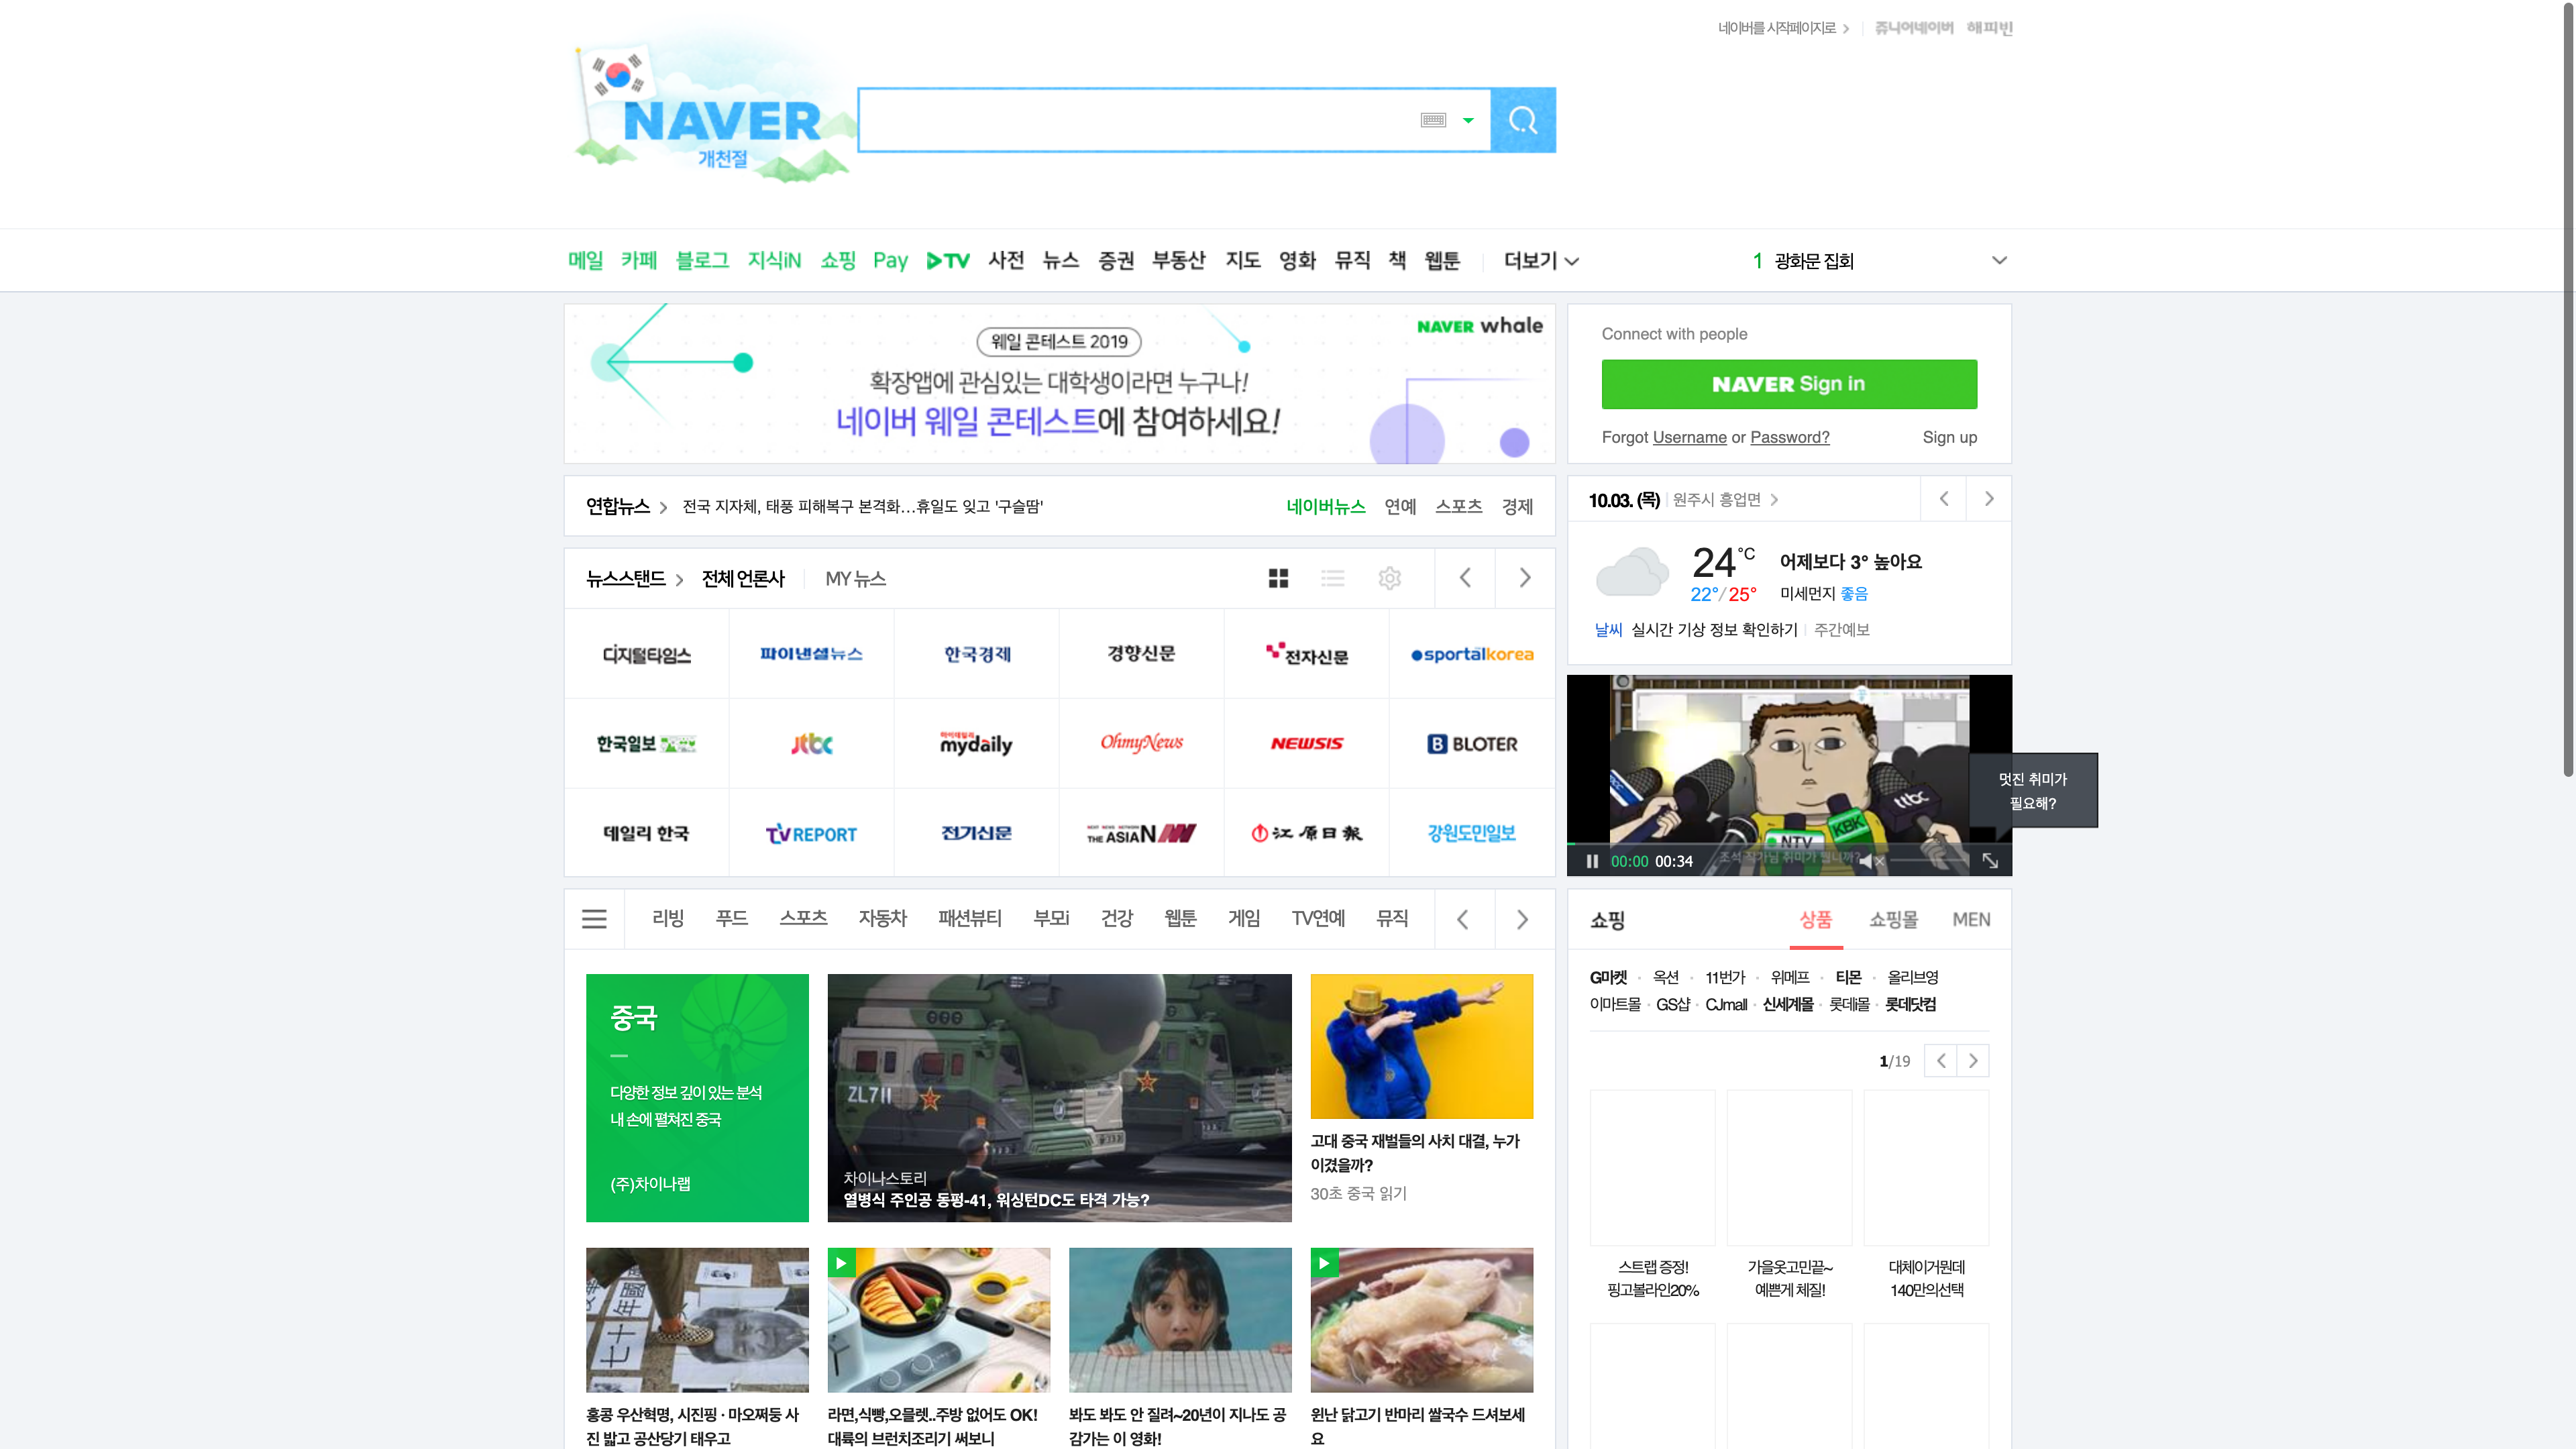 네이버를 시작페이지로
쥬니어네이버 해피빈
NAVER
개천절
메일 카페 블로그 지식iN 쇼핑 Pay TV 사전 뉴스 증권 부동산 지도 영화 뮤직 책 웹툰 더보기
1 광화문 집회
웨일 콘테스트 2019
NAVER whale
확장앱에 관심있는 대학생이라면 누구나!
네이버 웨일 콘테스트에 참여하세요!
Connect with people
NAVER Sign in
Forgot Username or Password? Sign up
연합뉴스 전국 지자체, 태풍 피해복구 본격화…휴일도 잊고 '구슬땀'
네이버뉴스 연예 스포츠 경제
10.03. (목) 원주시 흥업면
24°C 어제보다 3° 높아요
22°/25° 미세먼지 좋음
날씨 실시간 기상 정보 확인하기 주간예보
뉴스스탠드 전체 언론사 MY 뉴스
디지털타임스 파이낸셜뉴스 한국경제 경향신문 전자신문 sportalkorea
한국일보 jtbc 마이데일리 mydaily OhmyNews NEWSIS BLOTER
데일리 한국 TV REPORT 전기신문 THE ASIAN 江原日報 강원도민일보
ttbc
NTV
KBK
멋진 취미가
필요해?
조석 작가님 취미가 뭡니까?
00:00 00:34
리빙 푸드 스포츠 자동차 패션뷰티 부모i 건강 웹툰 게임 TV연예 뮤직
쇼핑 상품 쇼핑몰 MEN
G마켓 · 옥션 · 11번가 · 위메프 · 티몬 · 올리브영
이마트몰 · GS샵 · CJmall · 신세계몰 · 롯데i몰 · 롯데닷컴
1/19
중국
다양한 정보 깊이 있는 분석
내 손에 펼쳐진 중국
(주)차이나랩
ZL711
차이나스토리
열병식 주인공 동펑-41, 워싱턴DC도 타격 가능?
고대 중국 재벌들의 사치 대결, 누가
이겼을까?
30초 중국 읽기
스트랩 증정!
핑고볼라인20%
가을옷고민끝~
예쁜게 체질!
대체이거뭔데
140만의선택
七十年國
홍콩 우산혁명, 시진핑 · 마오쩌둥 사
진 밟고 공산당기 태우고
라면,식빵,오믈렛..주방 없어도 OK!
대륙의 브런치조리기 써보니
봐도 봐도 안 질려~20년이 지나도 공
감가는 이 영화!
윈난 닭고기 반마리 쌀국수 드셔보세
요